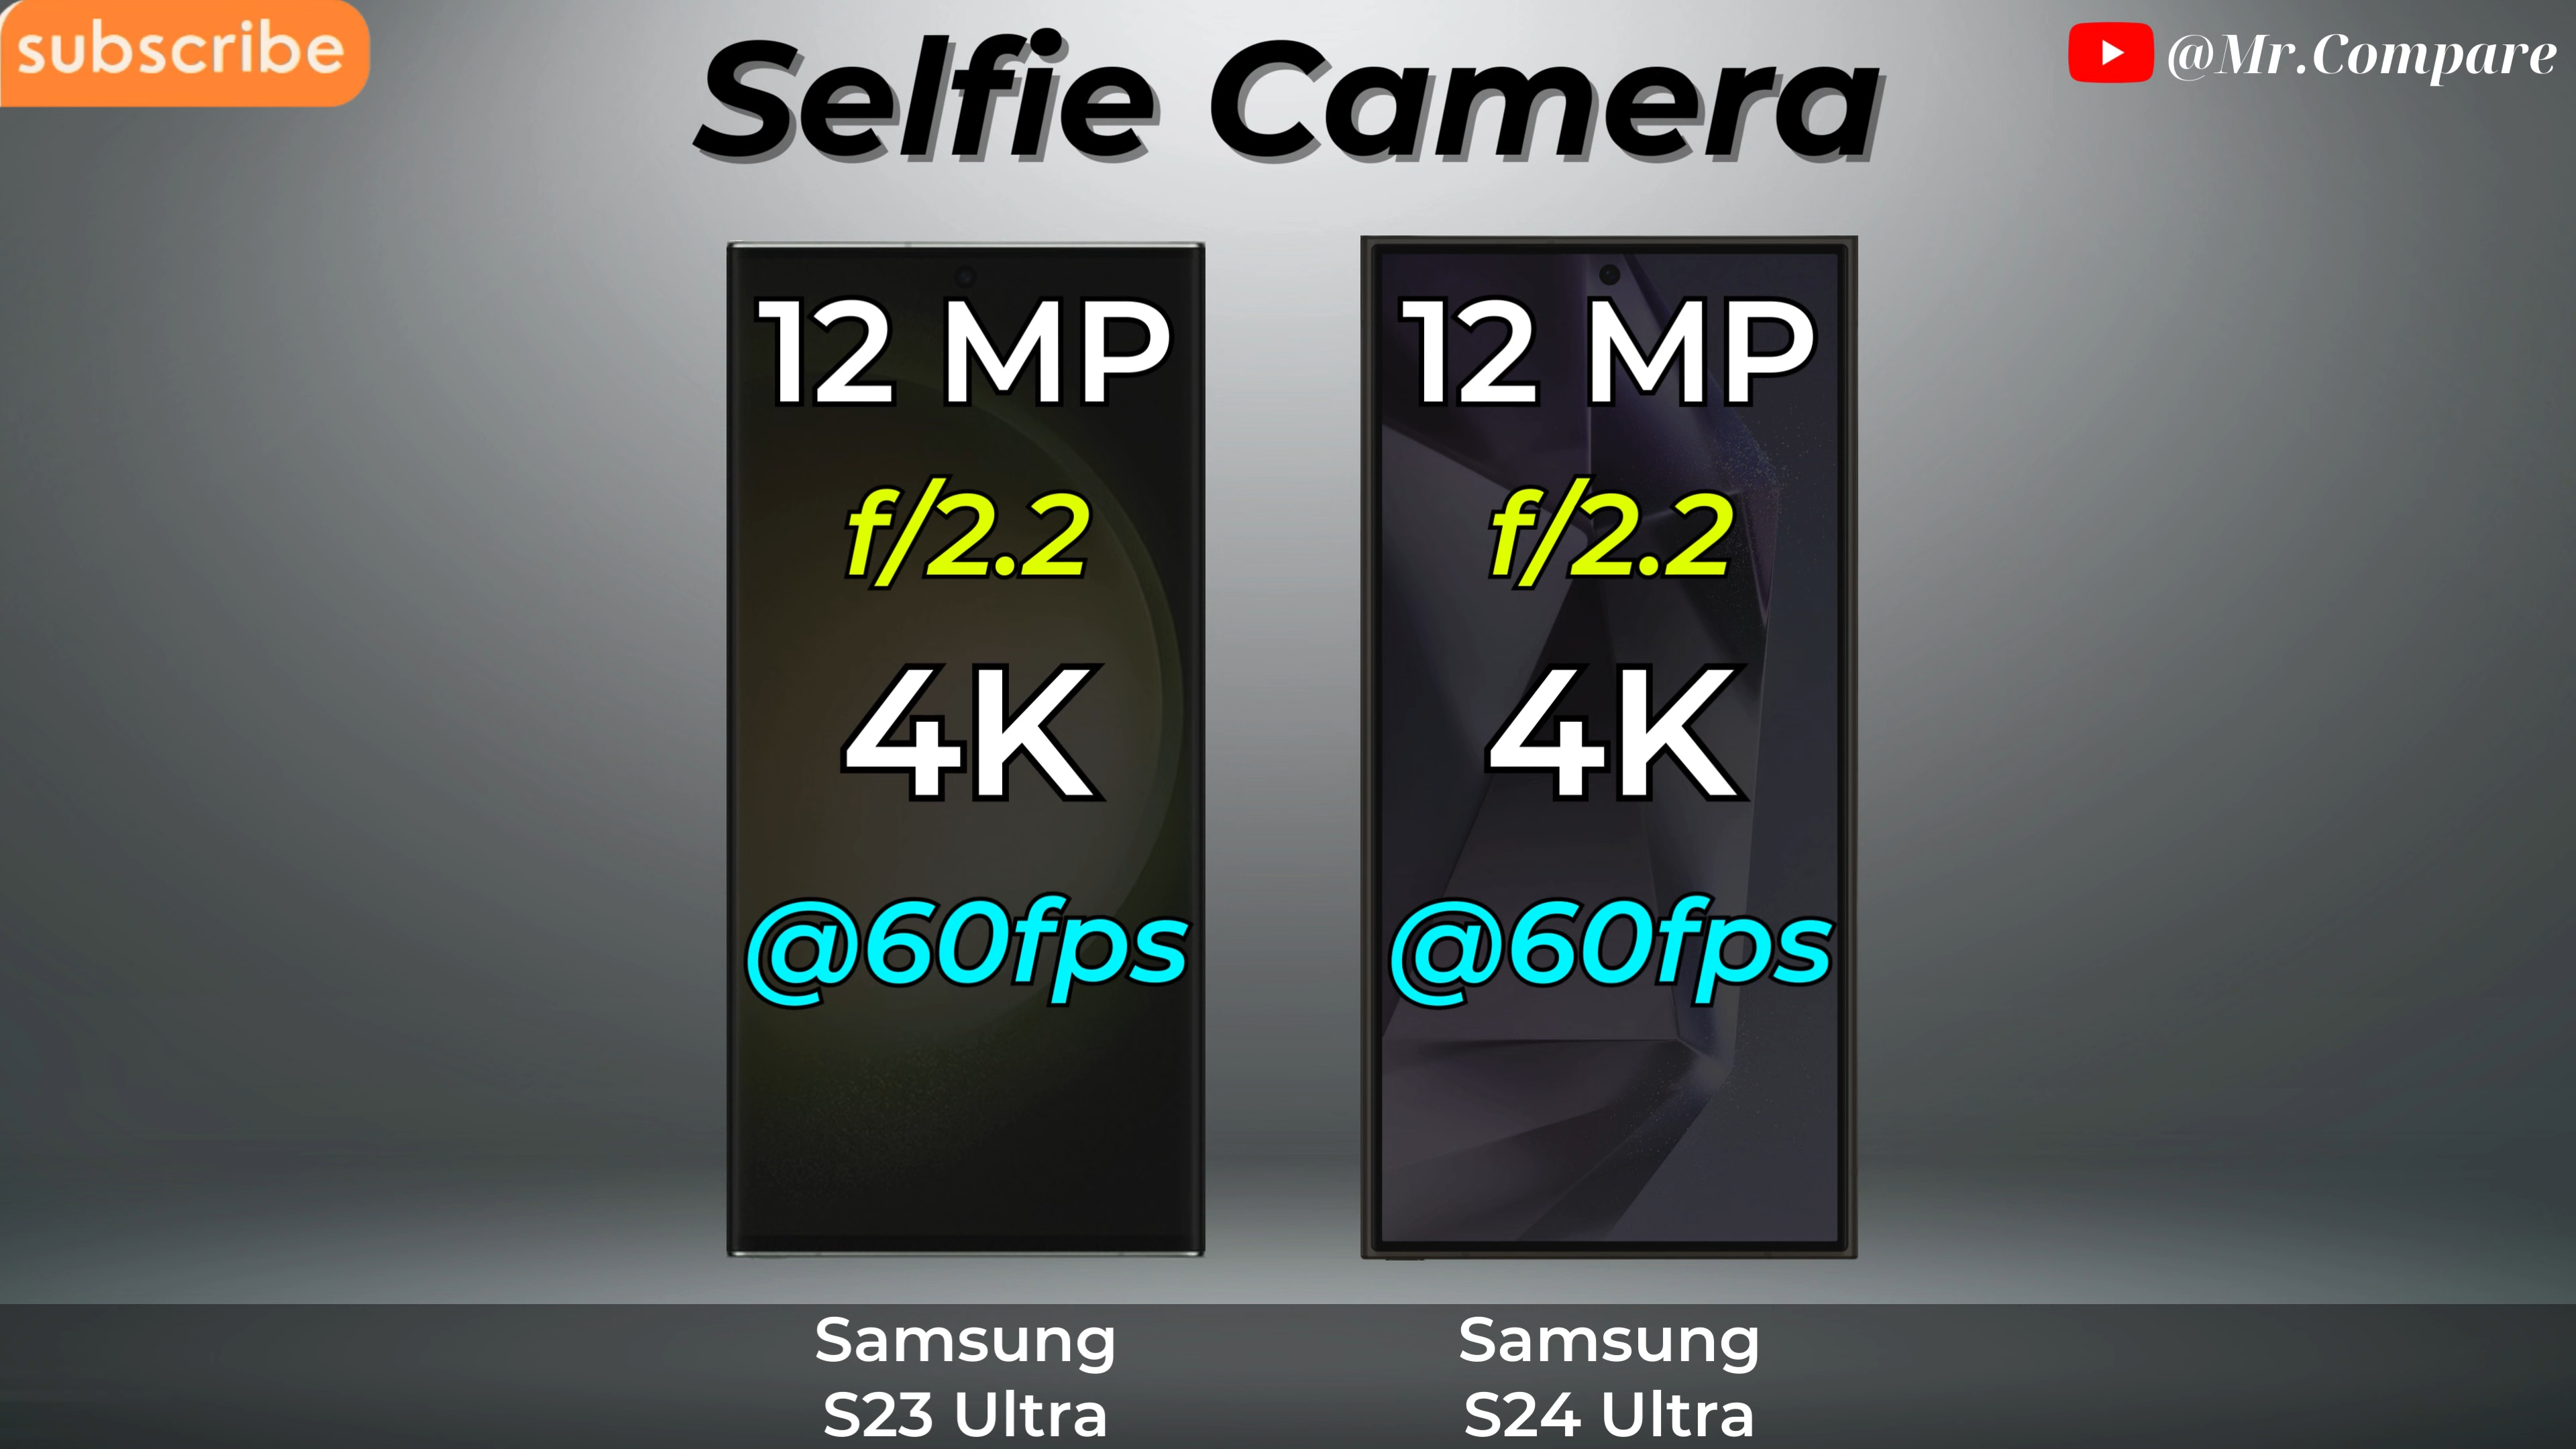 subscribe
Selfie Camera
@Mr.Compare
12 MP
f/2.2
4K
@60fps
12 MP
f/2.2
4K
@60fps
Samsung
S23 Ultra
Samsung
S24 Ultra